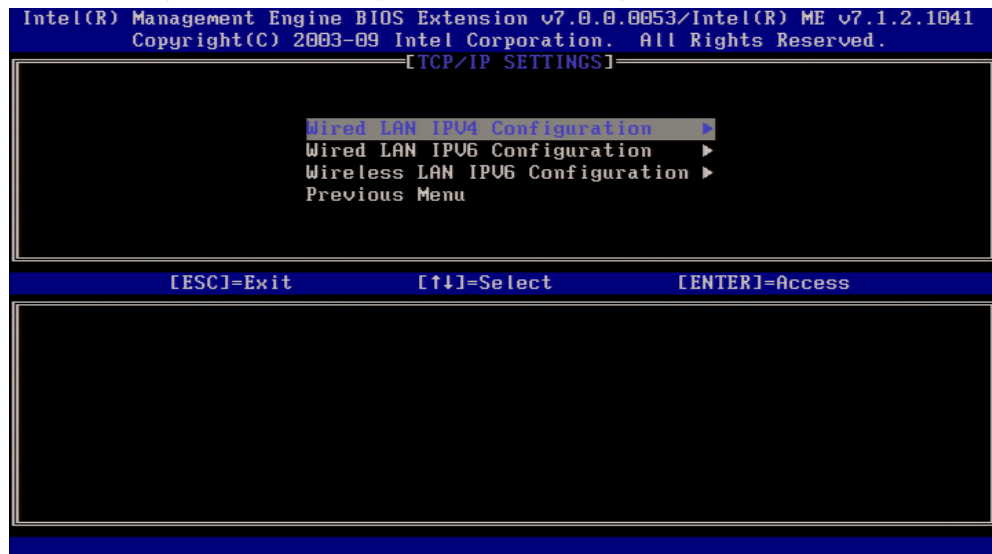 Intel(R) Management Engine BIOS Extension v7.0.0.0053/Intel(R) ME v7.1.2.1041
Copyright(C) 2003-09 Intel Corporation. All Rights Reserved.
[TCP/IP SETTINGS]
Wired LAN IPV4 Configuration ►
Wired LAN IPV6 Configuration ►
Wireless LAN IPV6 Configuration ►
Previous Menu
[ESC]=Exit [↑↓]=Select [ENTER]=Access